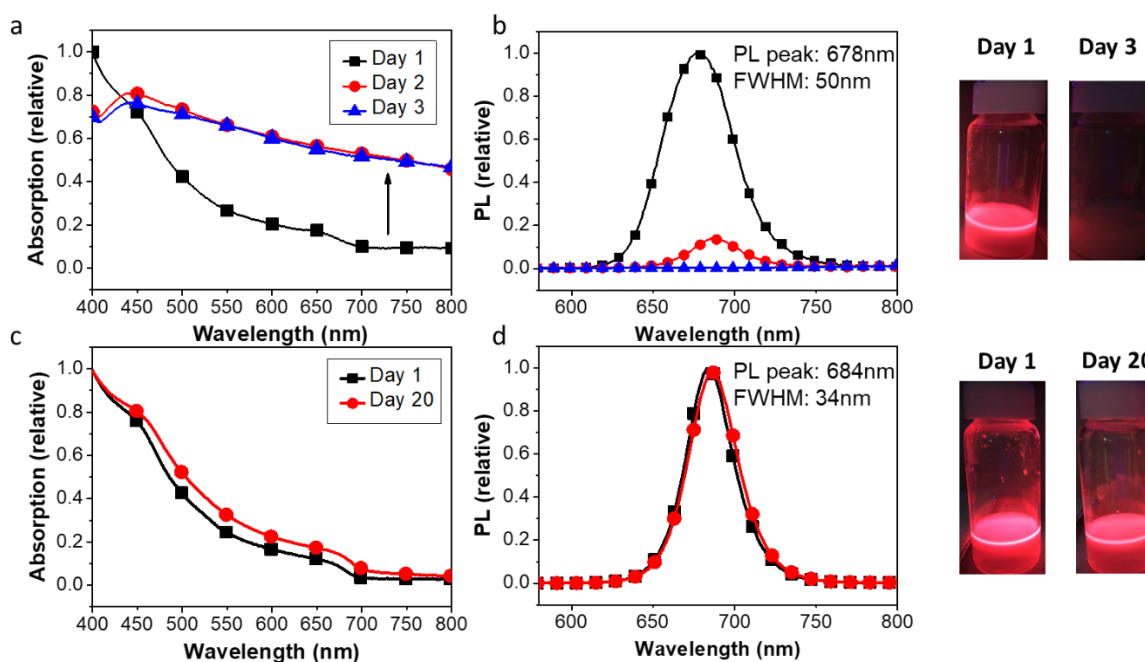 a
1.0
0.8
0.6
0.4
0.2
0.0
Absorption (relative)
400 450 500 550 600 650 700 750 800
Wavelength (nm)
Day 1
Day 2
Day 3
b
1.0
0.8
0.6
0.4
0.2
0.0
PL (relative)
600 650 700 750 800
Wavelength (nm)
PL peak: 678nm
FWHM: 50nm
Day 1 Day 3
c
1.0
0.8
0.6
0.4
0.2
0.0
Absorption (relative)
400 450 500 550 600 650 700 750 800
Wavelength (nm)
Day 1
Day 20
d
1.0
0.8
0.6
0.4
0.2
0.0
PL (relative)
600 650 700 750 800
Wavelength (nm)
PL peak: 684nm
FWHM: 34nm
Day 1 Day 20